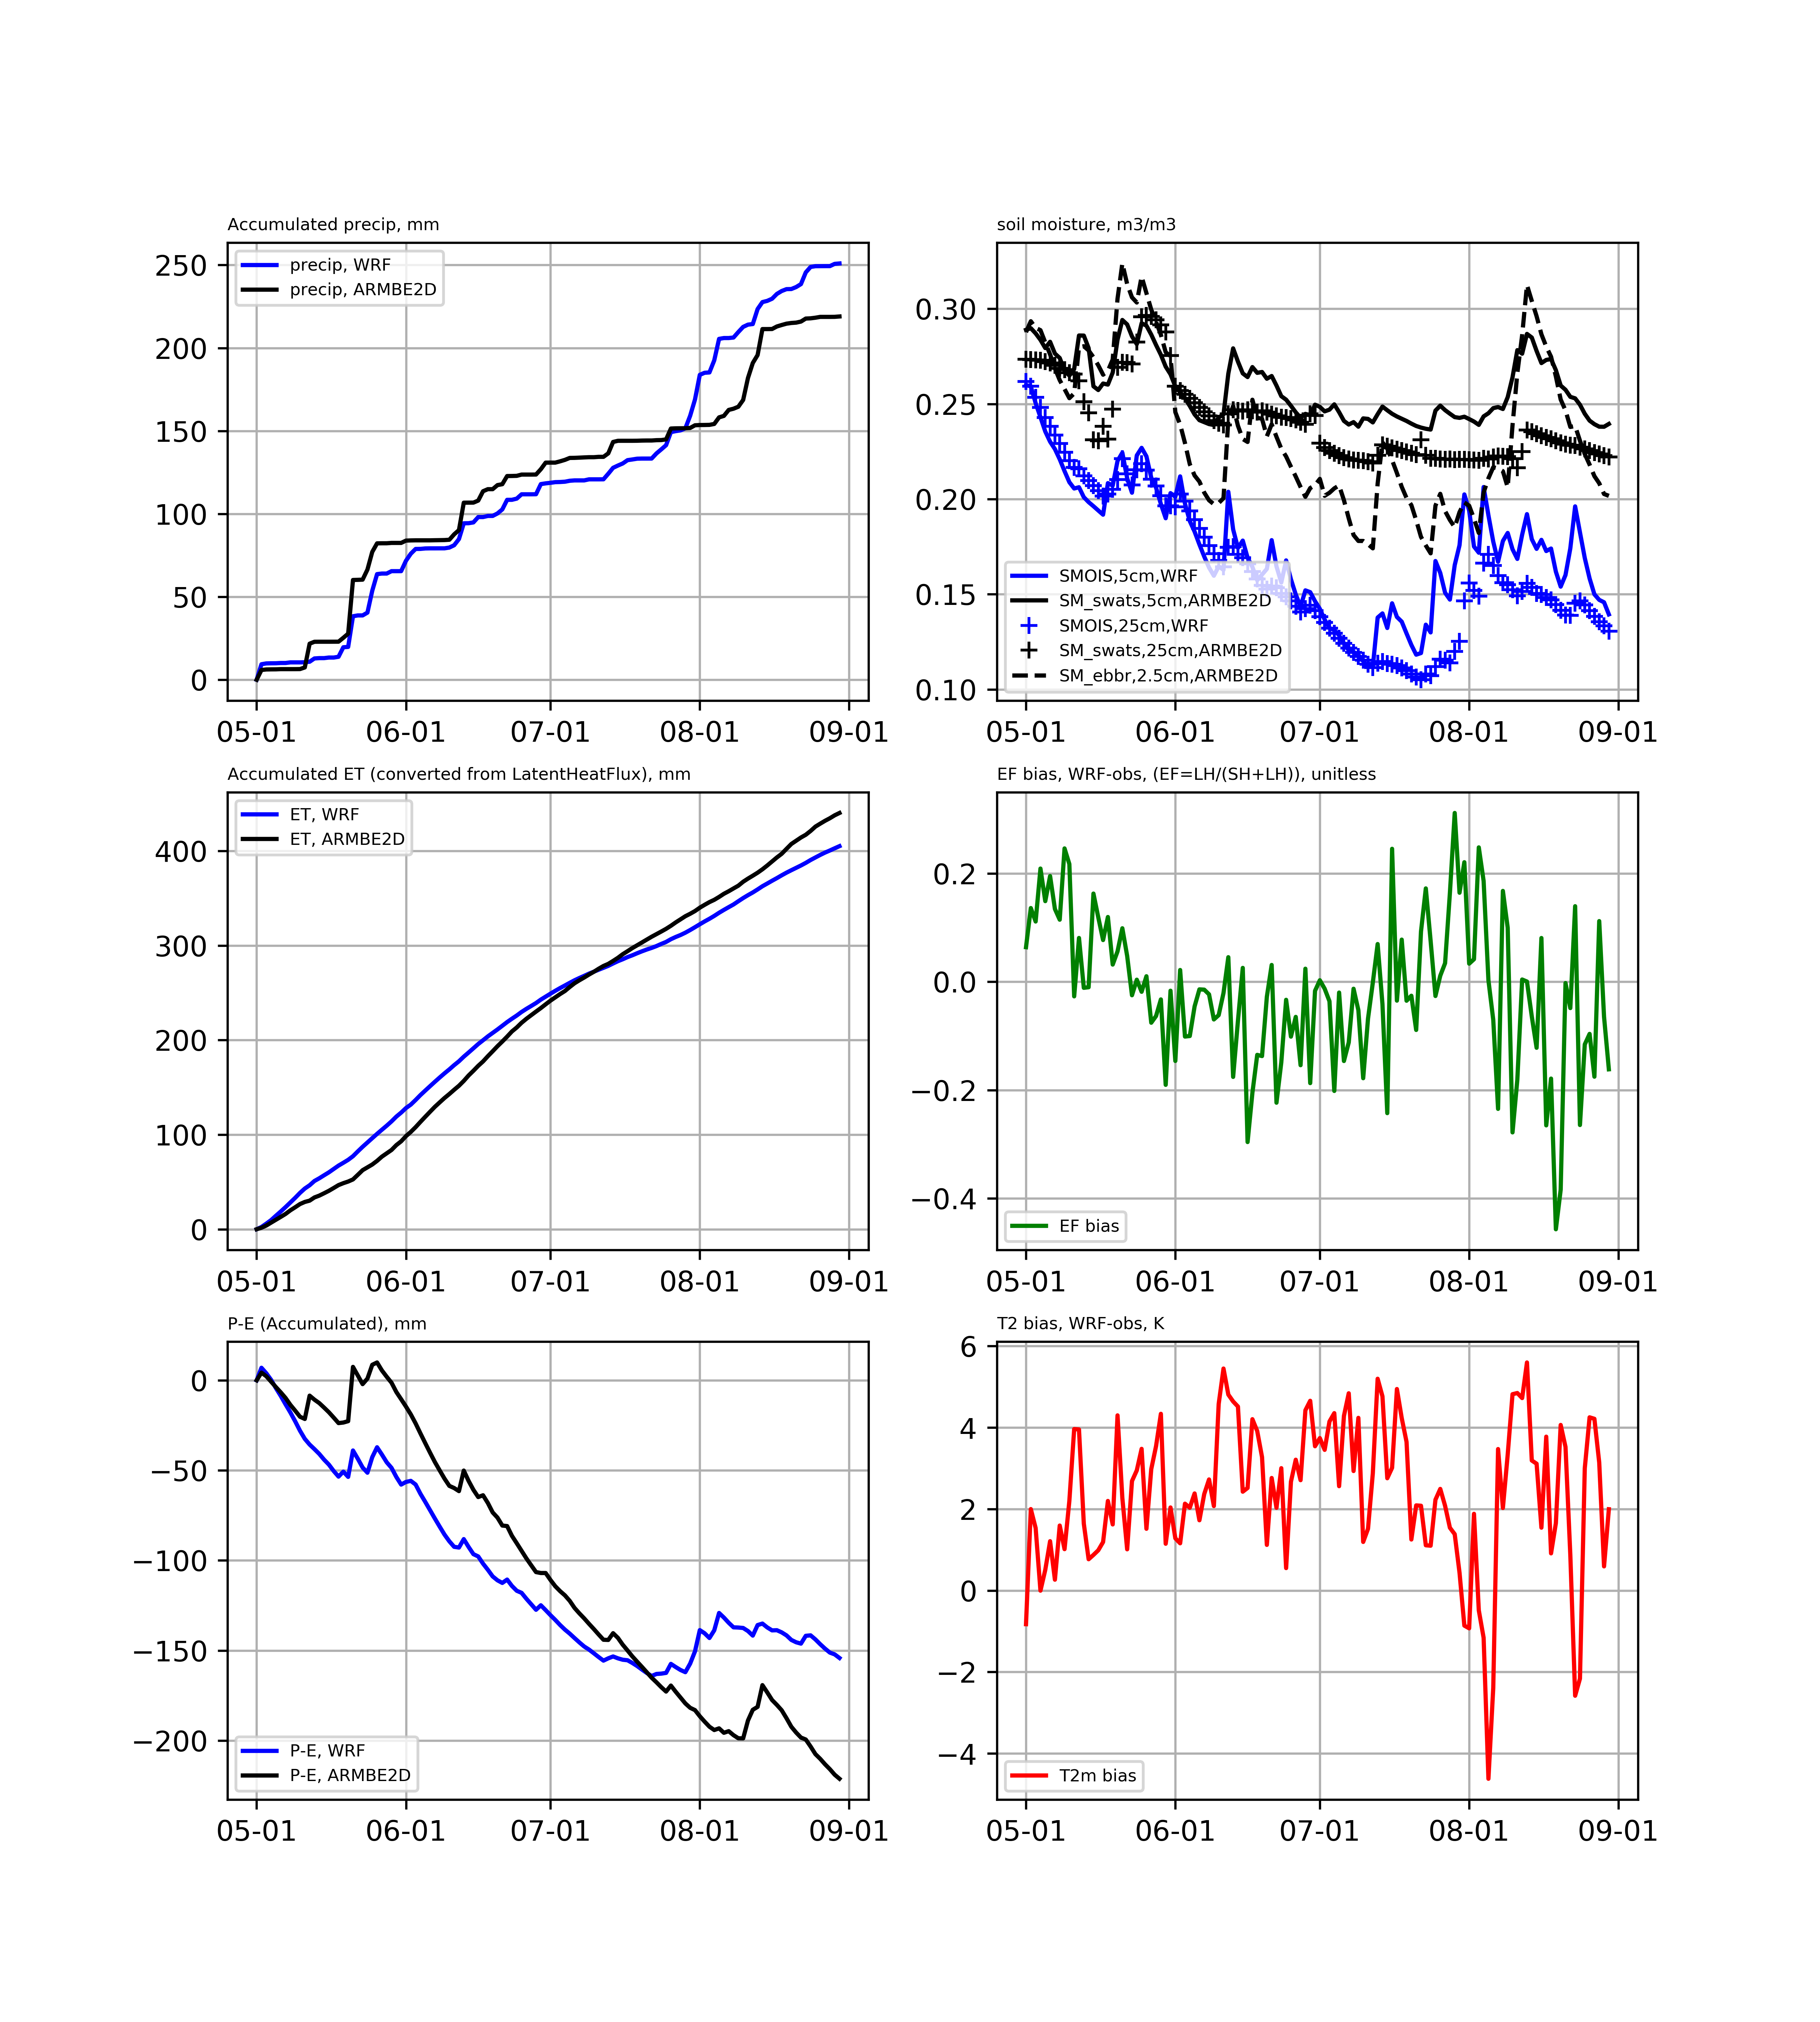 Accumulated precip, mm
250
200
150
100
50
0
precip, WRF
precip, ARMBE2D
05-01 06-01 07-01 08-01 09-01
soil moisture, m3/m3
0.30
0.25
0.20
0.15
0.10
SMOIS,5cm,WRF
SM_swats,5cm,ARMBE2D
SMOIS,25cm,WRF
SM_swats,25cm,ARMBE2D
SM_ebbr,2.5cm,ARMBE2D
05-01 06-01 07-01 08-01 09-01
Accumulated ET (converted from LatentHeatFlux), mm
400
300
200
100
0
ET, WRF
ET, ARMBE2D
05-01 06-01 07-01 08-01 09-01
EF bias, WRF-obs, (EF=LH/(SH+LH)), unitless
0.2
0.0
−0.2
−0.4
EF bias
05-01 06-01 07-01 08-01 09-01
P-E (Accumulated), mm
0
−50
−100
−150
−200
P-E, WRF
P-E, ARMBE2D
05-01 06-01 07-01 08-01 09-01
T2 bias, WRF-obs, K
6
4
2
0
−2
−4
T2m bias
05-01 06-01 07-01 08-01 09-01